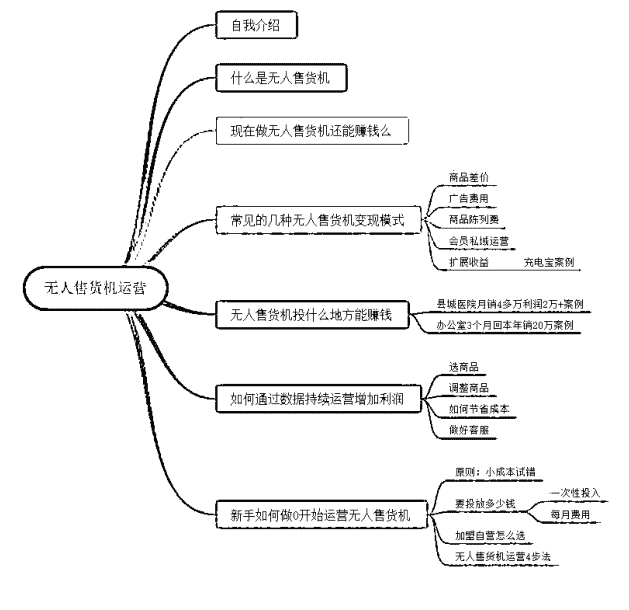 自我介绍
什么是无人售货机
现在做无人售货机还能赚钱么
商品差价
广告费用
常见的几种无人售货机变现模式
商品陈列费
会员私域运营
扩展收益
充电宝案例
无人售货机运营
县城医院月销4多万利润2万+案例
无人售货机投什么地方能赚钱
办公室3个月回本年销20万案例
选商品
调整商品
如何通过数据持续运营增加利润
如何节省成本
做好客服
原则：小成本试错
一次性投入
要投放多少钱
新手如何做0开始运营无人售货机
每月费用
加盟自营怎么选
无人售货机运营4步法